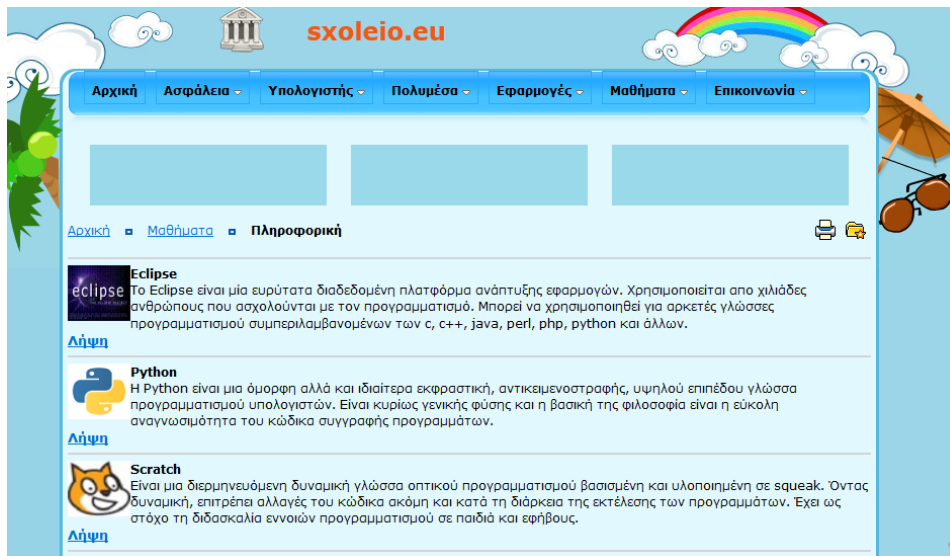 sxoleio.eu
Αρχική Ασφάλεια Υπολογιστής Πολυμέσα Εφαρμογές Μαθήματα Επικοινωνία
Αρχική Μαθήματα Πληροφορική
eclipse
Eclipse
Το Eclipse είναι μία ευρύτατα διαδεδομένη πλατφόρμα ανάπτυξης εφαρμογών. Χρησιμοποιείται απο χιλιάδες
ανθρώπους που ασχολούνται με τον προγραμματισμό. Μπορεί να χρησιμοποιηθεί για αρκετές γλώσσες
προγραμματισμού συμπεριλαμβανομένων των c, c++, java, perl, php, python και άλλων.
Λήψη
Python
Η Python είναι μια όμορφη αλλά και ιδιαίτερα εκφραστική, αντικειμενοστραφής, υψηλού επιπέδου γλώσσα
προγραμματισμού υπολογιστών. Είναι κυρίως γενικής φύσης και η βασική της φιλοσοφία είναι η εύκολη
αναγνωσιμότητα του κώδικα συγγραφής προγραμμάτων.
Λήψη
Scratch
Είναι μια διερμηνευόμενη δυναμική γλώσσα οπτικού προγραμματισμού βασισμένη και υλοποιημένη σε squeak. Όντας
δυναμική, επιτρέπει αλλαγές του κώδικα ακόμη και κατά τη διάρκεια της εκτέλεσης των προγραμμάτων. Έχει ως
στόχο τη διδασκαλία εννοιών προγραμματισμού σε παιδιά και εφήβους.
Λήψη